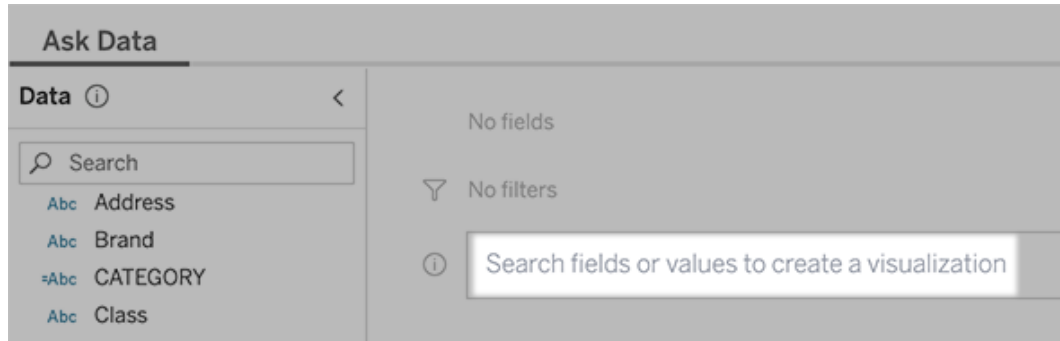 Ask Data
Data
Search
Abc Address
Abc Brand
=Abc CATEGORY
Abc Class
No fields
No filters
Search fields or values to create a visualization